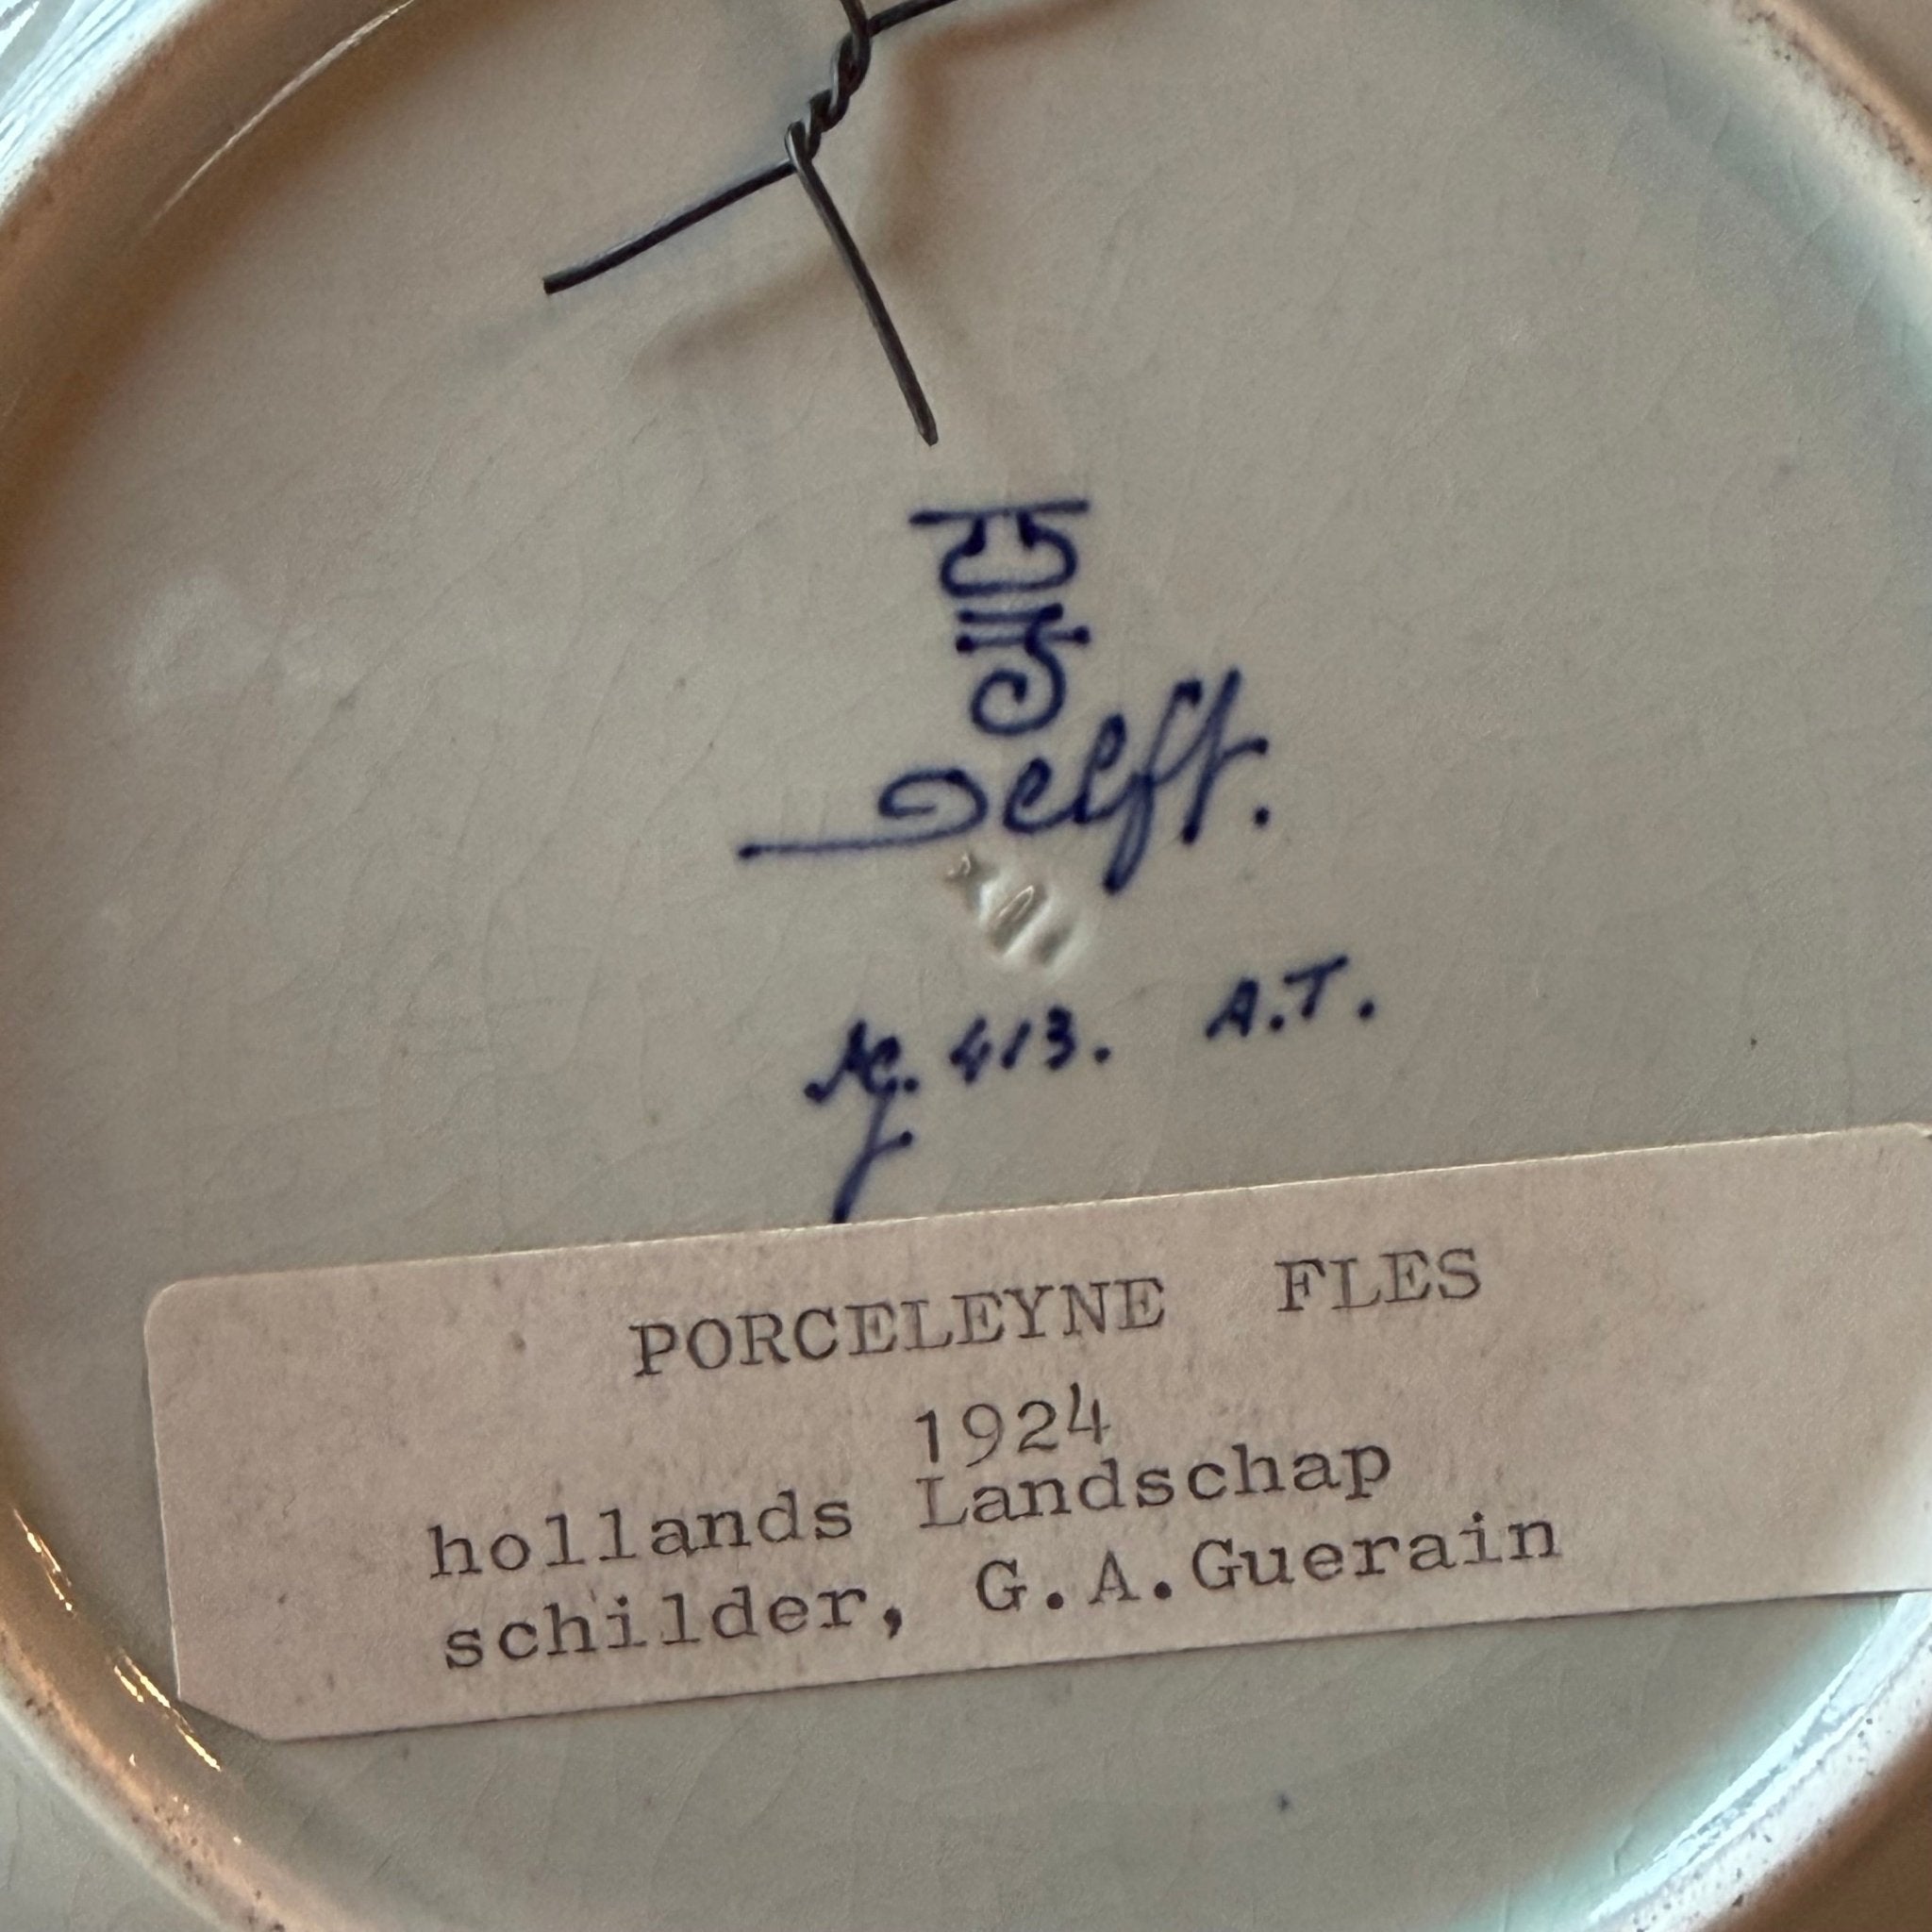 Delft.
413. A.T.
PORCELEYNE FLES
1924
hollands Landschap
schilder, G.A.Guerain